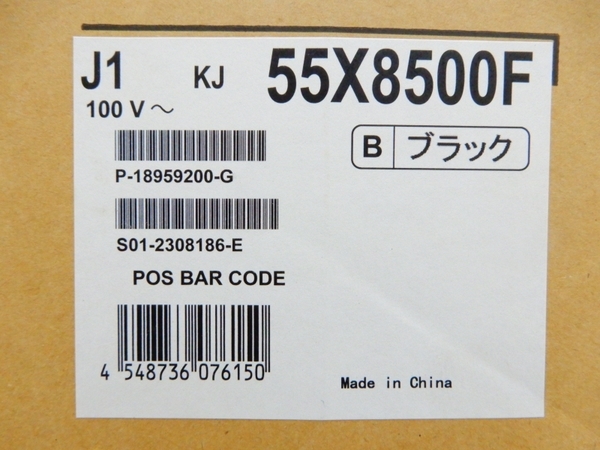 J1 KJ 55X8500F
100 V ～
B ブラック
P-18959200-G
S01-2308186-E
POS BAR CODE
4 548736 076150
Made in China